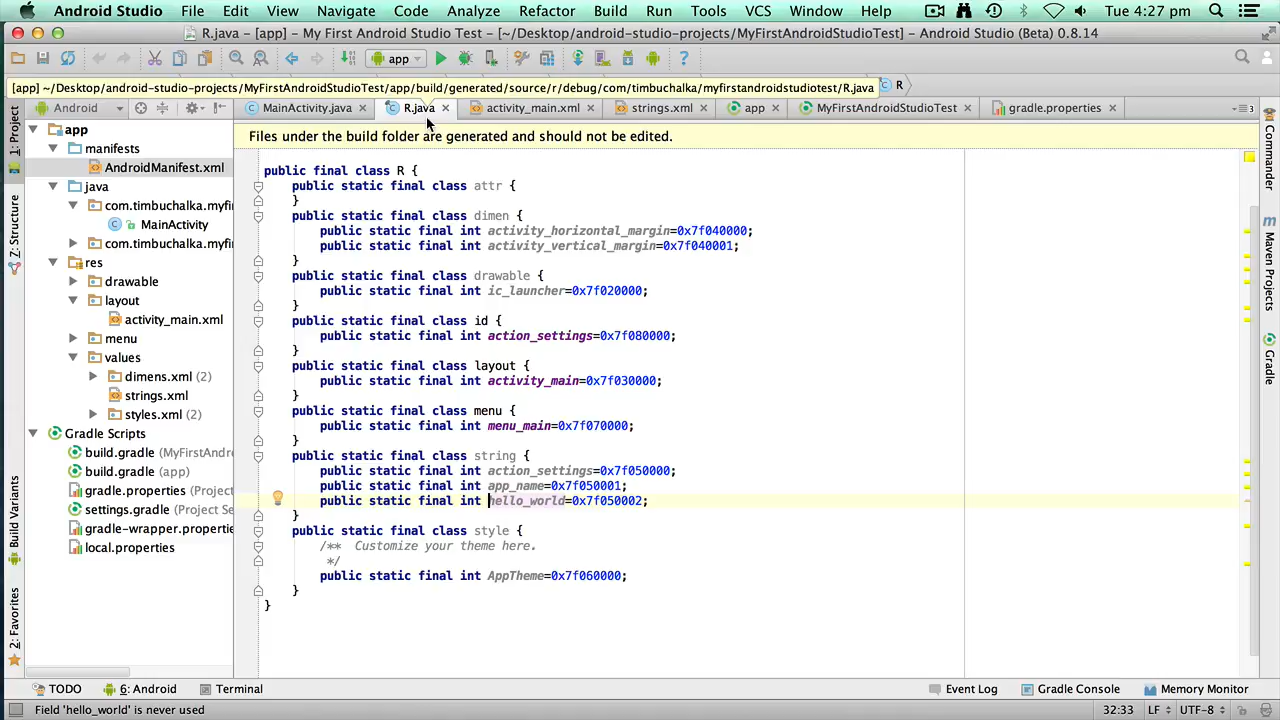 Android Studio File Edit View Navigate Code Analyze Refactor Build Run Tools VCS Window Help Tue 4:27 pm
R.java - [app] - My First Android Studio Test - [~/Desktop/android-studio-projects/MyFirstAndroidStudioTest] - Android Studio (Beta) 0.8.14
app
[app] ~/Desktop/android-studio-projects/MyFirstAndroidStudioTest/app/build/generated/source/r/debug/com/timbuchalka/myfirstandroidstudiotest/R.java R
Android MainActivity.java R.java activity_main.xml strings.xml app MyFirstAndroidStudioTest gradle.properties
Files under the build folder are generated and should not be edited.
1: Project
Z: Structure
Build Variants
2: Favorites
app
manifests
AndroidManifest.xml
java
com.timbuchalka.myfir
MainActivity
com.timbuchalka.myfir
res
drawable
layout
activity_main.xml
menu
values
dimens.xml (2)
strings.xml
styles.xml (2)
Gradle Scripts
build.gradle (MyFirstAndr
build.gradle (app)
gradle.properties (Project
settings.gradle (Project Se
gradle-wrapper.propertie
local.properties
public final class R {
public static final class attr {
}
public static final class dimen {
public static final int activity_horizontal_margin=0x7f040000;
public static final int activity_vertical_margin=0x7f040001;
}
public static final class drawable {
public static final int ic_launcher=0x7f020000;
}
public static final class id {
public static final int action_settings=0x7f080000;
}
public static final class layout {
public static final int activity_main=0x7f030000;
}
public static final class menu {
public static final int menu_main=0x7f070000;
}
public static final class string {
public static final int action_settings=0x7f050000;
public static final int app_name=0x7f050001;
public static final int hello_world=0x7f050002;
}
public static final class style {
/** Customize your theme here.
*/
public static final int AppTheme=0x7f060000;
}
}
Commander
m Maven Projects
Gradle
TODO 6: Android Terminal Event Log Gradle Console Memory Monitor
Field 'hello_world' is never used 32:33 LF UTF-8